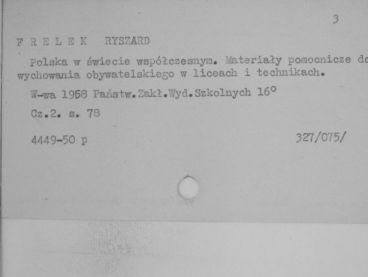 3
F R E L E K RYSZARD
Polska w świecie współczesnym. Materiały pomocnicze do
wychowania obywatelskiego w liceach i technikach.
W-wa 1968 Państw.Zakł.Wyd.Szkolnych 16°
Cz.2. s. 78
4449-50 p 327/075/